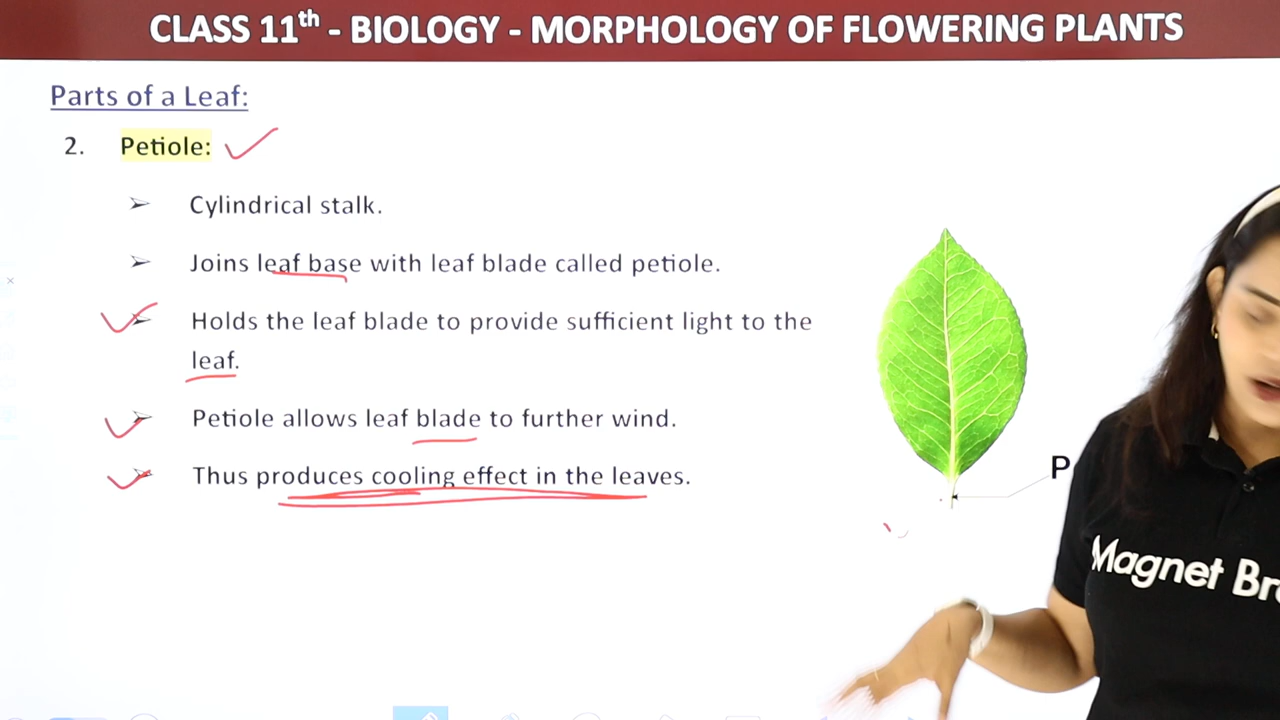 CLASS 11th - BIOLOGY - MORPHOLOGY OF FLOWERING PLANTS
Parts of a Leaf:
2. Petiole:
➢ Cylindrical stalk.
➢ Joins leaf base with leaf blade called petiole.
➢ Holds the leaf blade to provide sufficient light to the
leaf.
➢ Petiole allows leaf blade to further wind.
➢ Thus produces cooling effect in the leaves.
Magnet